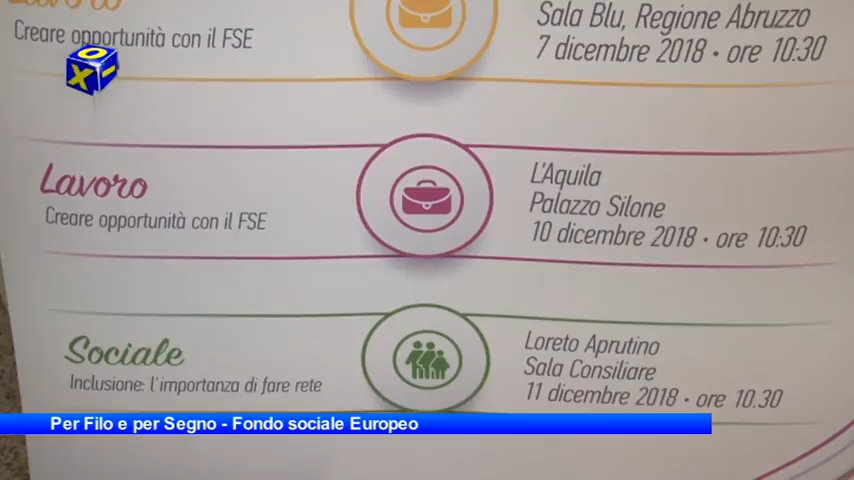 Lavoro
Creare opportunità con il FSE
Sala Blu, Regione Abruzzo
7 dicembre 2018 • ore 10:30
Lavoro
Creare opportunità con il FSE
L'Aquila
Palazzo Silone
10 dicembre 2018 • ore 10:30
Sociale
Inclusione: l'importanza di fare rete
Loreto Aprutino
Sala Consiliare
11 dicembre 2018 • ore 10.30
Per Filo e per Segno - Fondo sociale Europeo